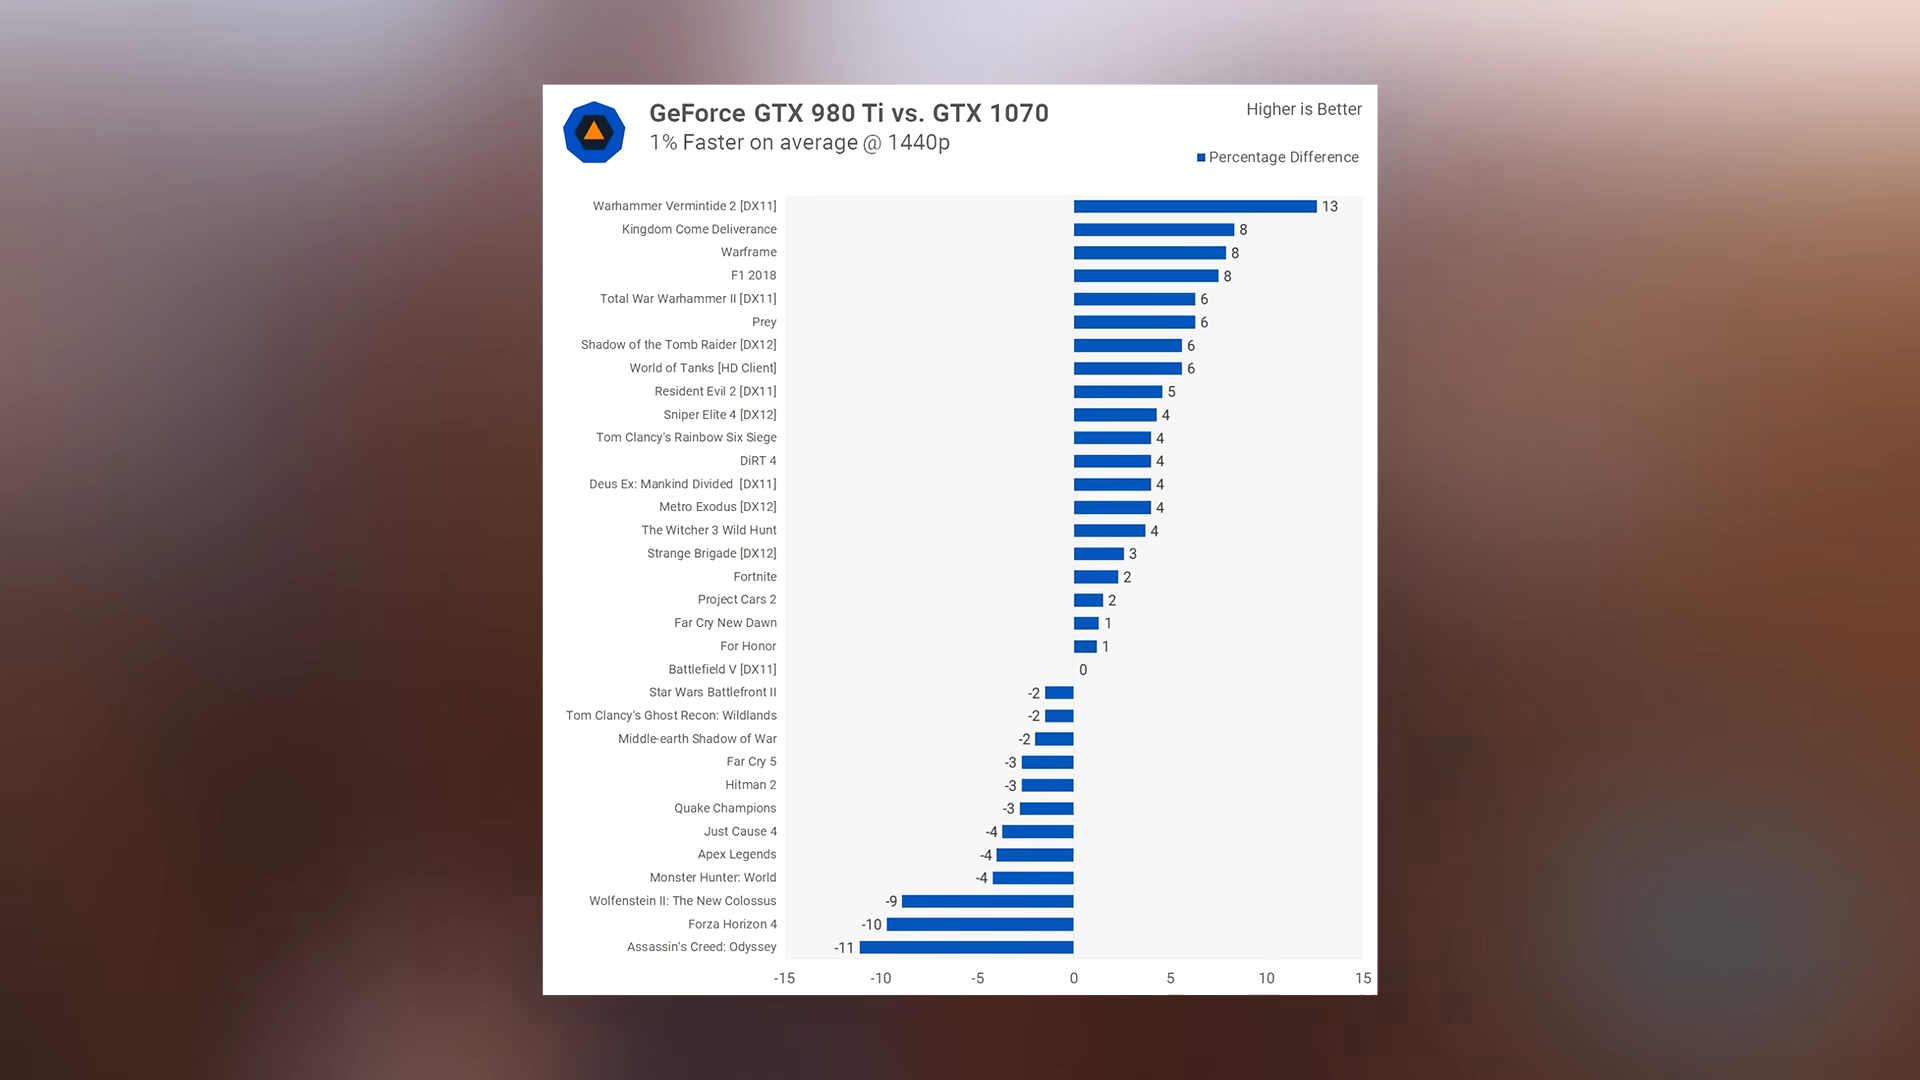 GeForce GTX 980 Ti vs. GTX 1070
1% Faster on average @ 1440p
Higher is Better
Percentage Difference
Warhammer Vermintide 2 [DX11] 13
Kingdom Come Deliverance 8
Warframe 8
F1 2018 8
Total War Warhammer II [DX11] 6
Prey 6
Shadow of the Tomb Raider [DX12] 6
World of Tanks [HD Client] 6
Resident Evil 2 [DX11] 5
Sniper Elite 4 [DX12] 4
Tom Clancy's Rainbow Six Siege 4
DiRT 4 4
Deus Ex: Mankind Divided [DX11] 4
Metro Exodus [DX12] 4
The Witcher 3 Wild Hunt 4
Strange Brigade [DX12] 3
Fortnite 2
Project Cars 2 2
Far Cry New Dawn 1
For Honor 1
Battlefield V [DX11] 0
Star Wars Battlefront II -2
Tom Clancy's Ghost Recon: Wildlands -2
Middle-earth Shadow of War -2
Far Cry 5 -3
Hitman 2 -3
Quake Champions -3
Just Cause 4 -4
Apex Legends -4
Monster Hunter: World -4
Wolfenstein II: The New Colossus -9
Forza Horizon 4 -10
Assassin's Creed: Odyssey -11
-15 -10 -5 0 5 10 15